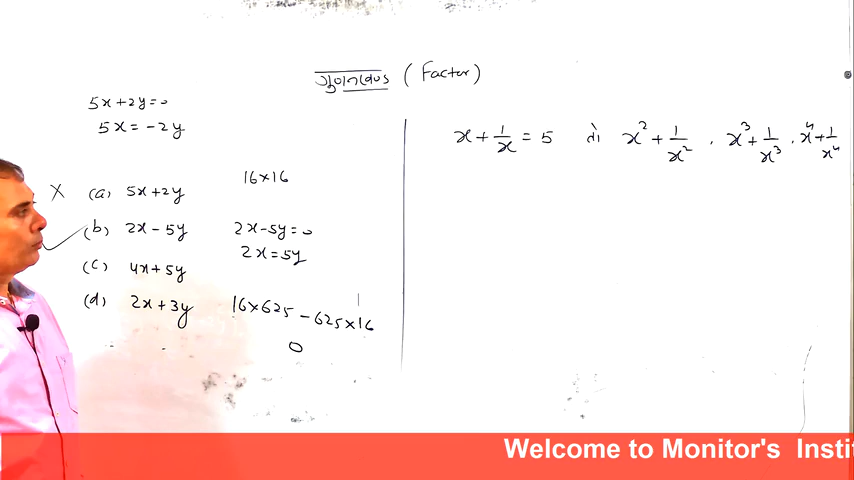 (Factor)
5x+2y=0
5x=-2y
16×16
X (a) 5x+2y
(b) 2x-5y
2x-5y=0
2x=5y
(c) 4x+5y
(d) 2x+3y
16×625-625×16
0
x+1/x=5 तो x²+1/x², x³+1/x³, x⁴+1/x⁴
Welcome to Monitor's Insti